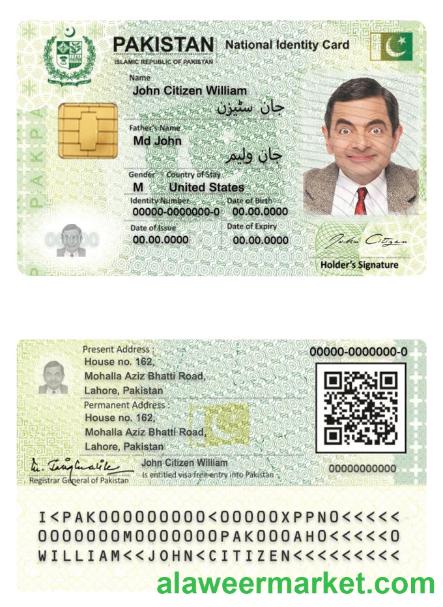 PAKISTAN National Identity Card
ISLAMIC REPUBLIC OF PAKISTAN
Name
John Citizen William
جان سٹیزن
Father's Name
Md John
جان ولیم
Gender Country of Stay
M United States
Identity Number Date of Birth
00000-0000000-0 00.00.0000
Date of Issue Date of Expiry
00.00.0000 00.00.0000
John Citizen
Holder's Signature
Present Address :
00000-0000000-0
House no. 162,
Mohalla Aziz Bhatti Road,
Lahore, Pakistan
Permanent Address :
House no. 162,
Mohalla Aziz Bhatti Road,
Lahore, Pakistan
John Citizen William
00000000000
Registrar General of Pakistan
is entitled visa free entry into Pakistan
I<PAK0000000000<00000XPPNO<<<<<
0000000M0000000PAK000AHO<<<<<0
WILLIAM<<JOHN<CITIZEN<<<<<<<<<
alaweermarket.com